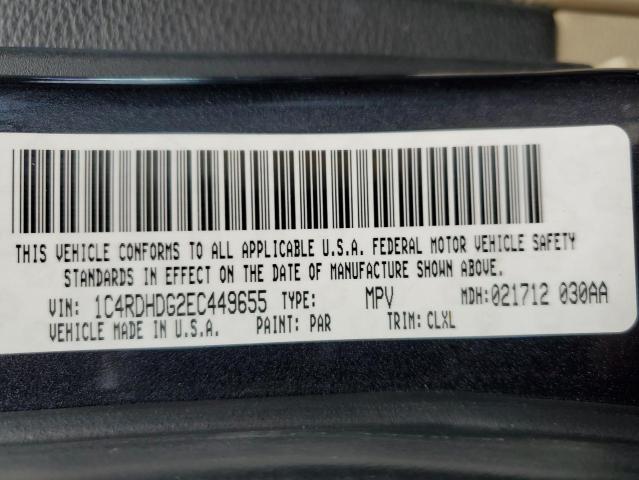 THIS VEHICLE CONFORMS TO ALL APPLICABLE U.S.A. FEDERAL MOTOR VEHICLE SAFETY
STANDARDS IN EFFECT ON THE DATE OF MANUFACTURE SHOWN ABOVE.
VIN: 1C4RDHDG2EC449655 TYPE: MPV MDH:021712 030AA
VEHICLE MADE IN U.S.A. PAINT: PAR TRIM: CLXL